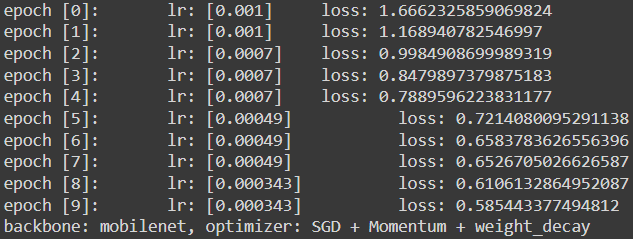 epoch [0]: lr: [0.001] loss: 1.6662325859069824
epoch [1]: lr: [0.001] loss: 1.168940782546997
epoch [2]: lr: [0.0007] loss: 0.9984908699989319
epoch [3]: lr: [0.0007] loss: 0.8479897379875183
epoch [4]: lr: [0.0007] loss: 0.7889596223831177
epoch [5]: lr: [0.00049] loss: 0.7214080095291138
epoch [6]: lr: [0.00049] loss: 0.6583783626556396
epoch [7]: lr: [0.00049] loss: 0.6526705026626587
epoch [8]: lr: [0.000343] loss: 0.6106132864952087
epoch [9]: lr: [0.000343] loss: 0.585443377494812
backbone: mobilenet, optimizer: SGD + Momentum + weight_decay